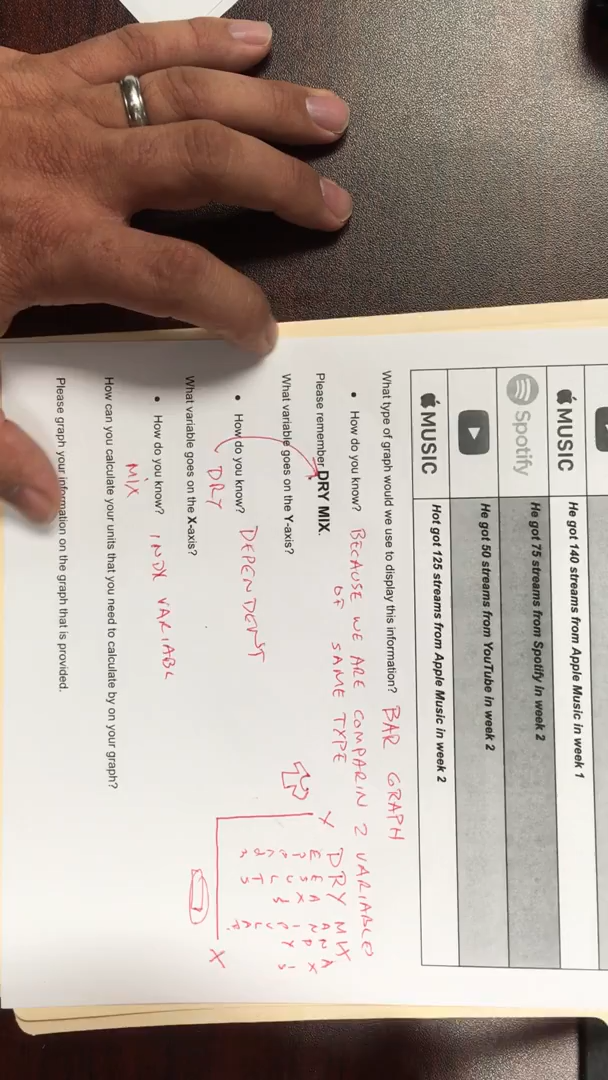 MUSIC He got 140 streams from Apple Music in week 1
Spotify He got 75 streams from Spotify in week 2
He got 50 streams from YouTube in week 2
MUSIC Hot got 125 streams from Apple Music in week 2
What type of graph would we use to display this information? BAR GRAPH
• How do you know? BECAUSE WE ARE COMPARIN 2 VARIABLES
OF SAME TYPE
Please remember DRY MIX.
What variable goes on the Y-axis?
• How do you know? DEPENDENT
DRY
What variable goes on the X-axis?
• How do you know? INDX VARIABL
MIX
How can you calculate your units that you need to calculate by on your graph?
Please graph your information on the graph that is provided.
Y DRY MIX
X